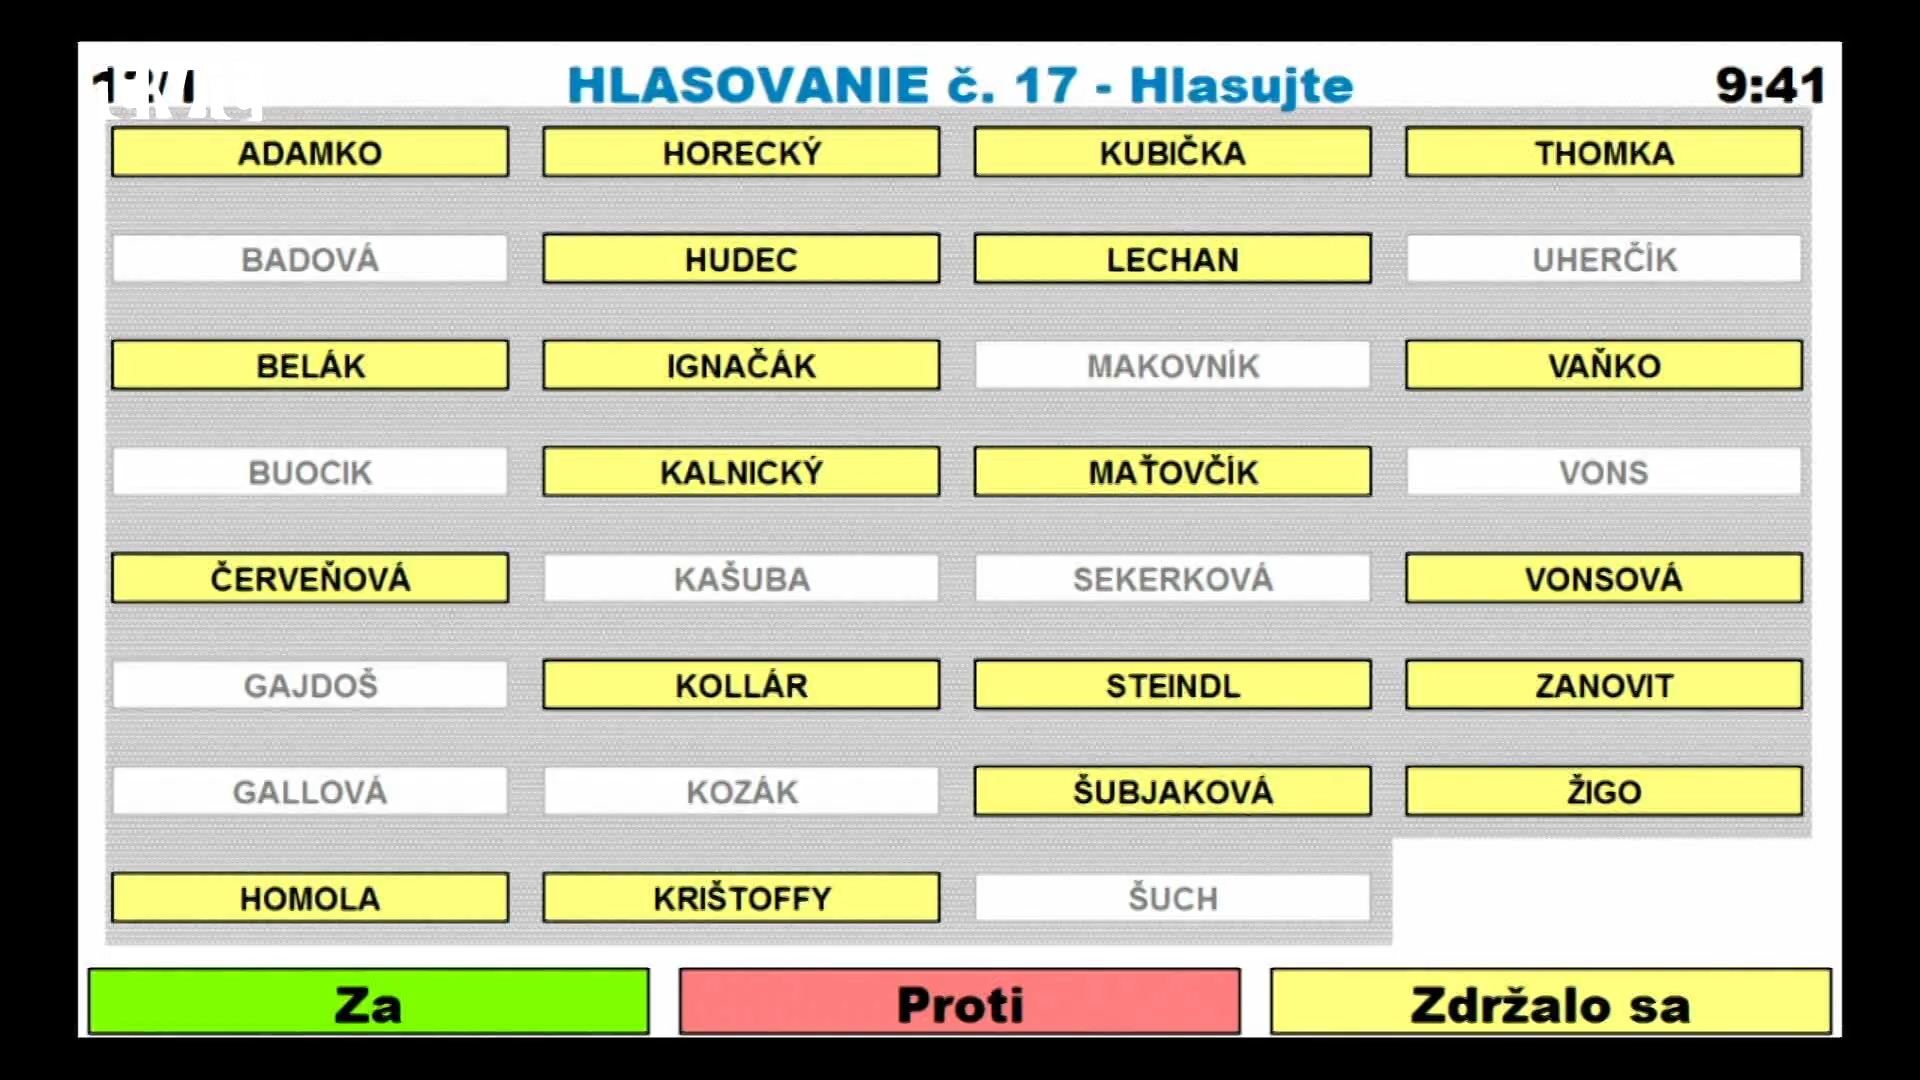 HLASOVANIE č. 17 - Hlasujte 9:41
ADAMKO HORECKÝ KUBIČKA THOMKA
BADOVÁ HUDEC LECHAN UHERČÍK
BELÁK IGNAČÁK MAKOVNÍK VAŇKO
BUOCIK KALNICKÝ MAŤOVČÍK VONS
ČERVEŇOVÁ KAŠUBA SEKERKOVÁ VONSOVÁ
GAJDOŠ KOLLÁR STEINDL ZANOVIT
GALLOVÁ KOZÁK ŠUBJAKOVÁ ŽIGO
HOMOLA KRIŠTOFFY ŠUCH
Za Proti Zdržalo sa